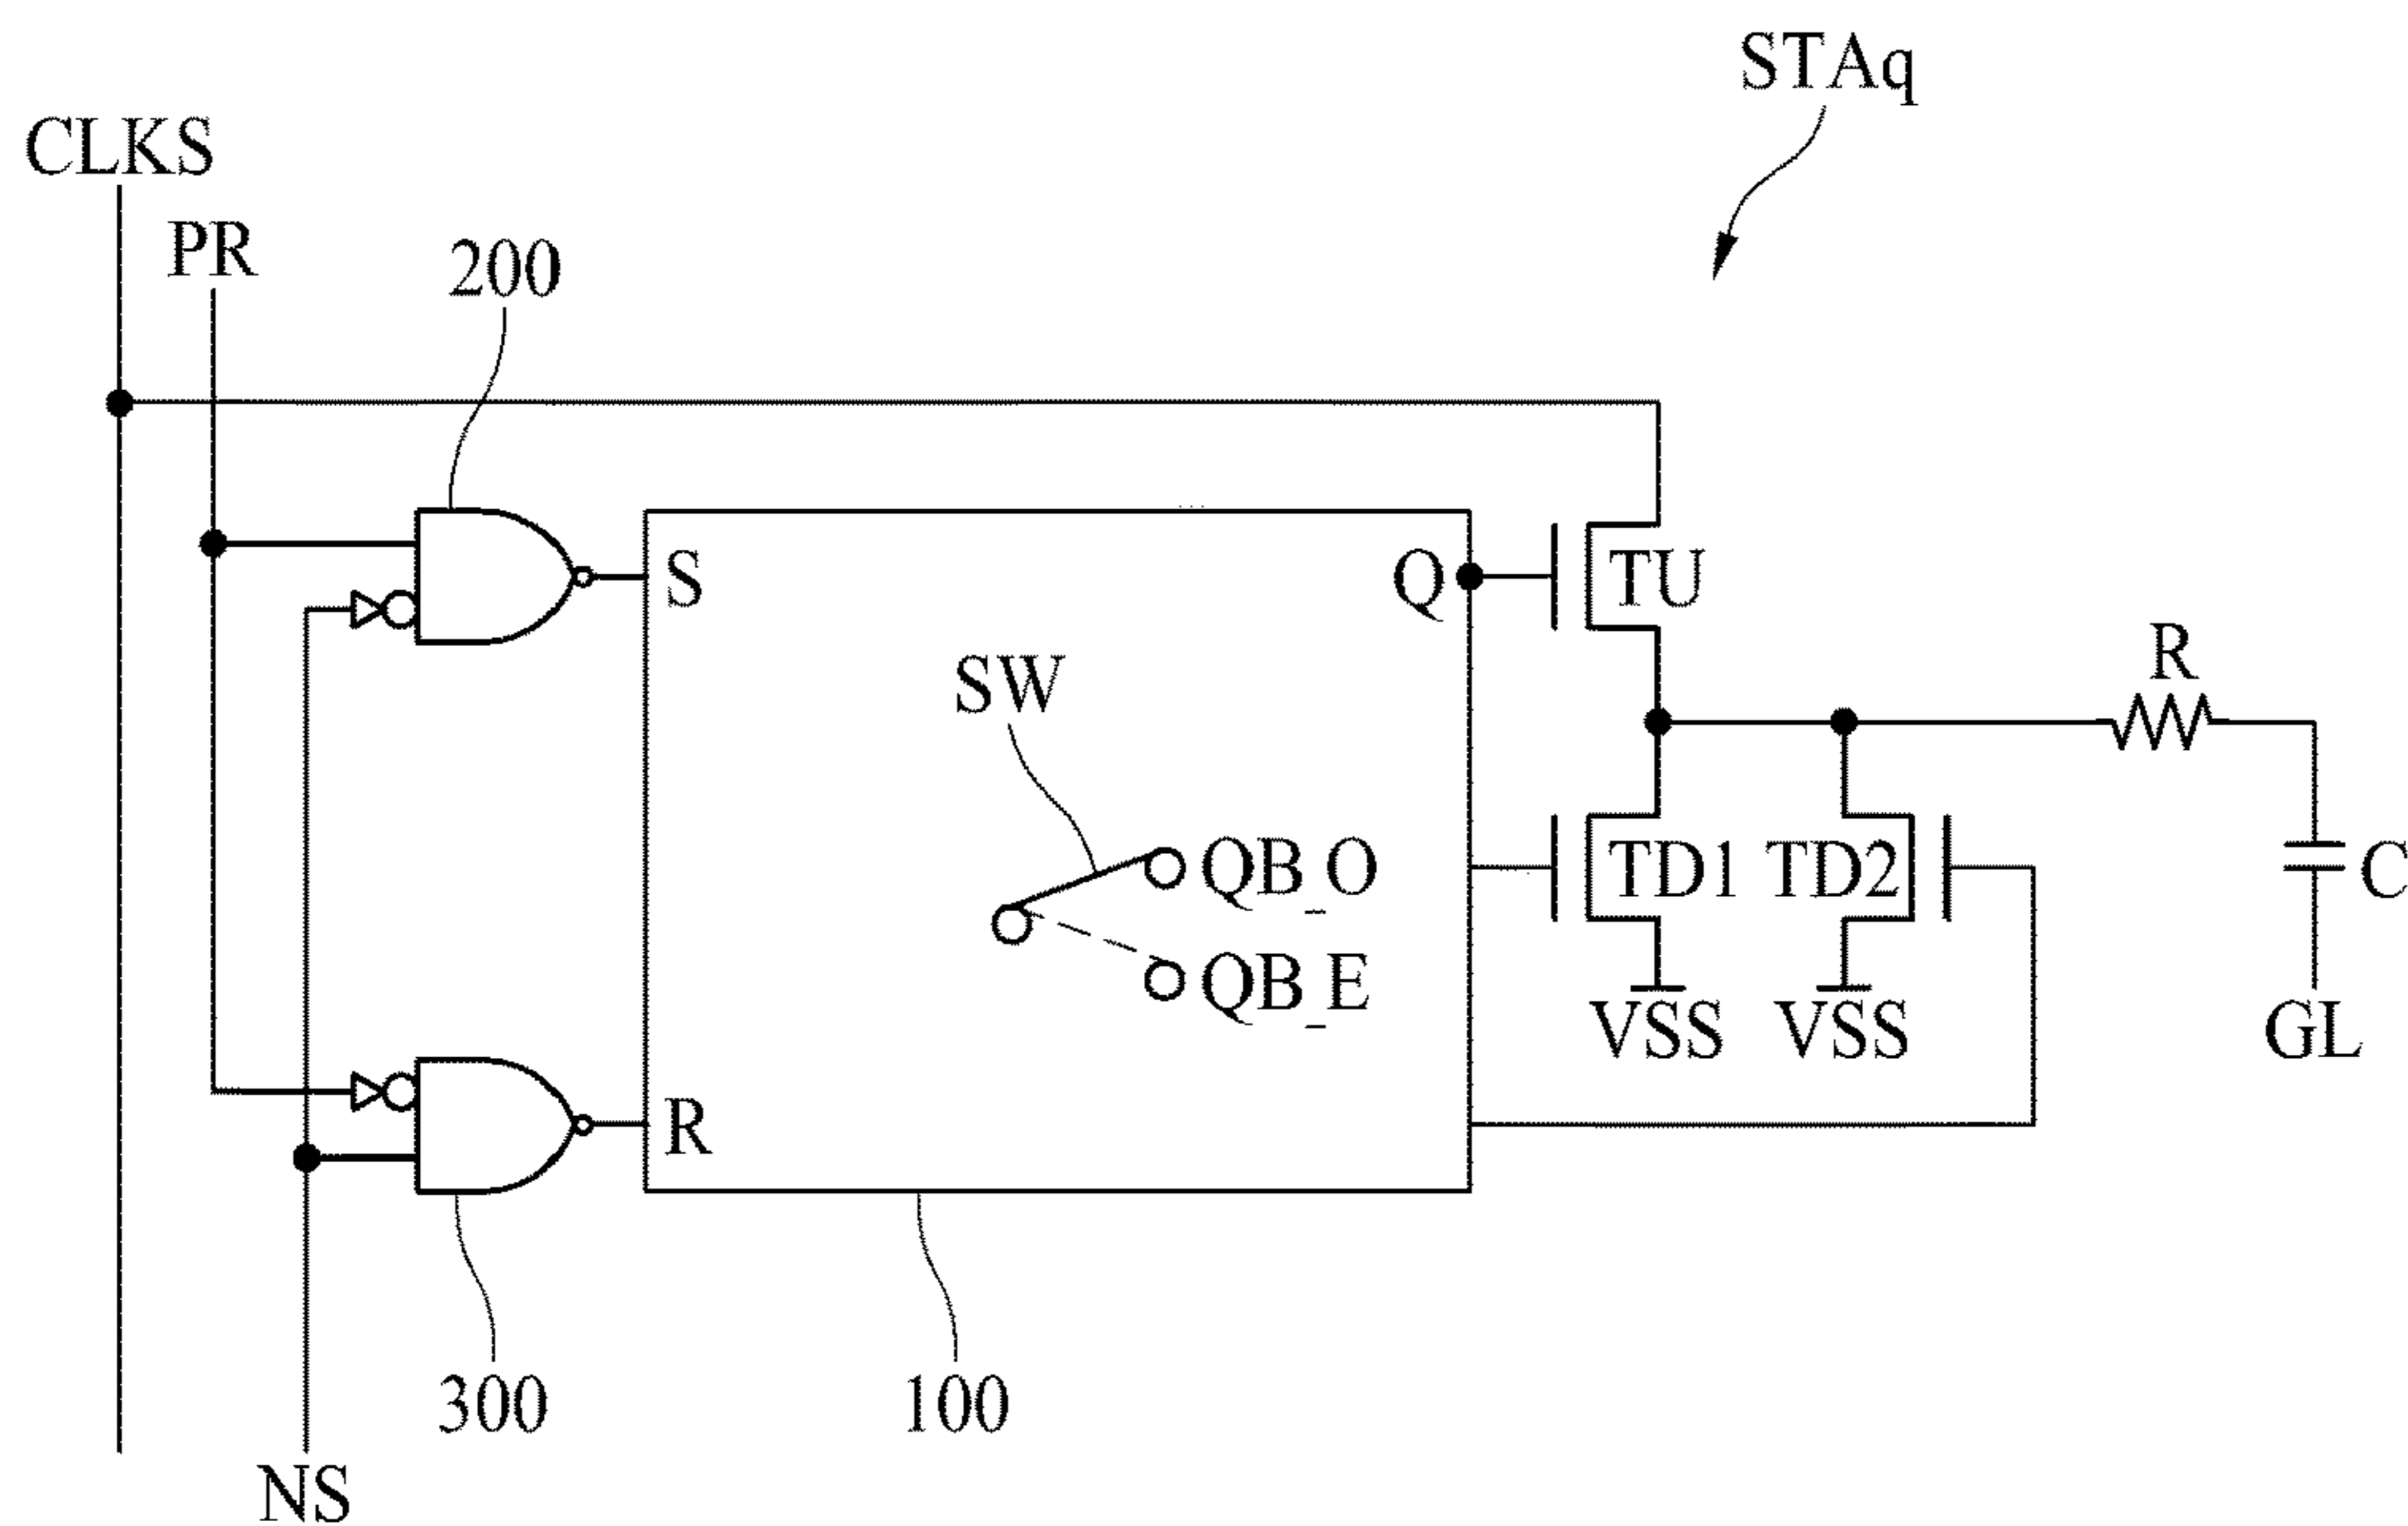 STAq
CLKS
PR
200
S
Q
TU
SW
R
QB_O
TD1
TD2
C
QB_E
VSS
VSS
GL
R
300
100
NS